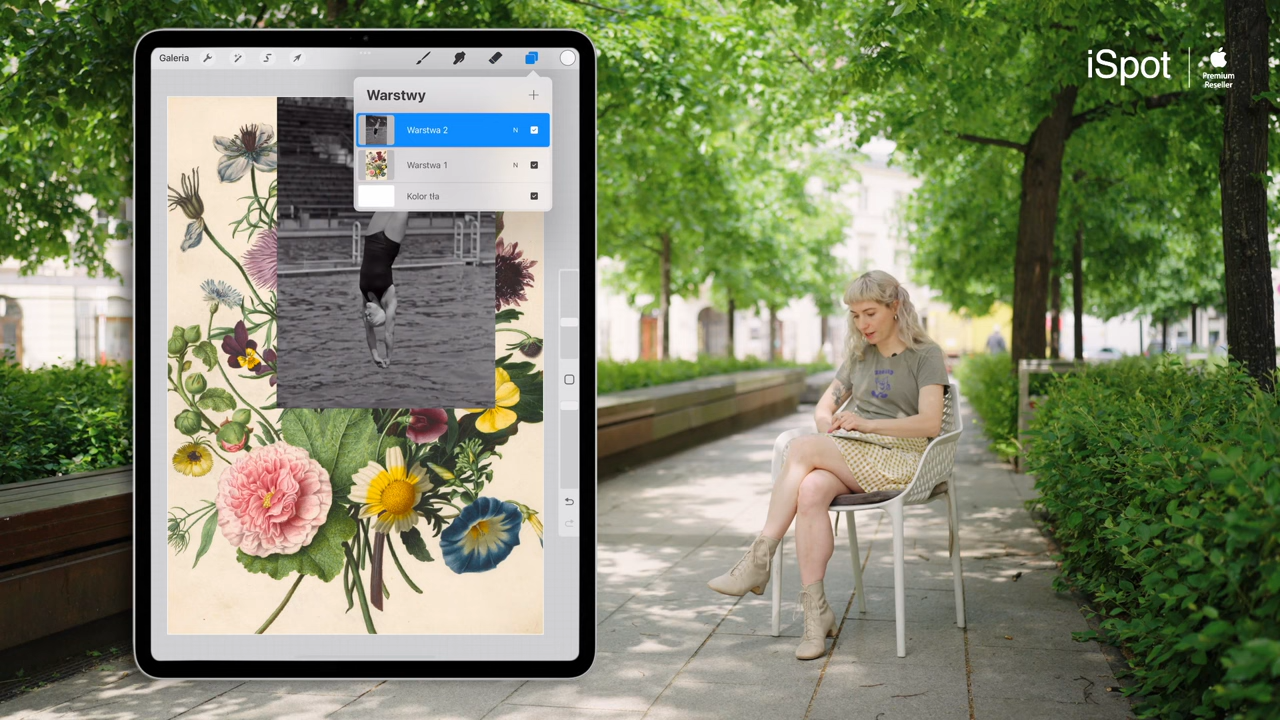 Galeria
Warstwy
Warstwa 2 N
Warstwa 1 N
Kolor tła
iSpot
Premium
Reseller